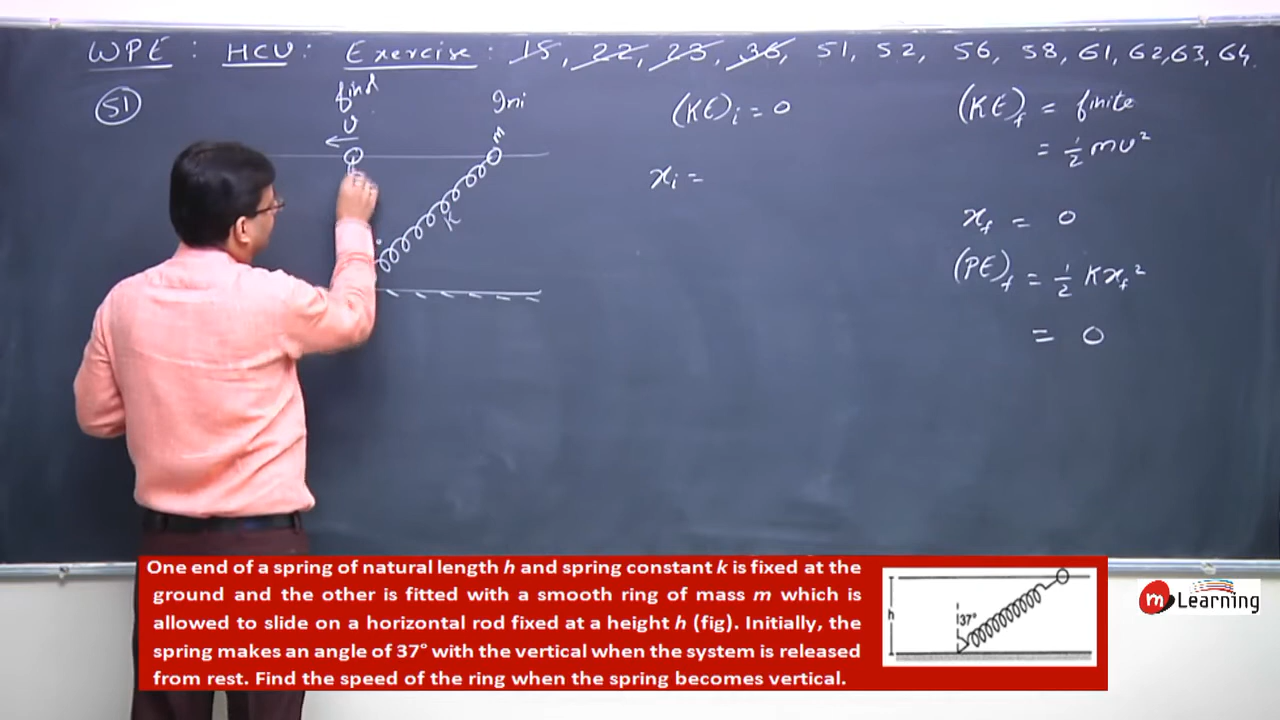 WPE : HCV : Exercise : 15, 22, 23, 36, 51, 52, 56, 58, 61, 62, 63, 64.
51
find
v
Ini
m
K
(KE)i = 0
xi =
(KE)f = finite
= 1/2 mv²
xf = 0
(PE)f = 1/2 K xf²
= 0
One end of a spring of natural length h and spring constant k is fixed at the
ground and the other is fitted with a smooth ring of mass m which is
allowed to slide on a horizontal rod fixed at a height h (fig). Initially, the
spring makes an angle of 37° with the vertical when the system is released
from rest. Find the speed of the ring when the spring becomes vertical.
h
37°
m Learning